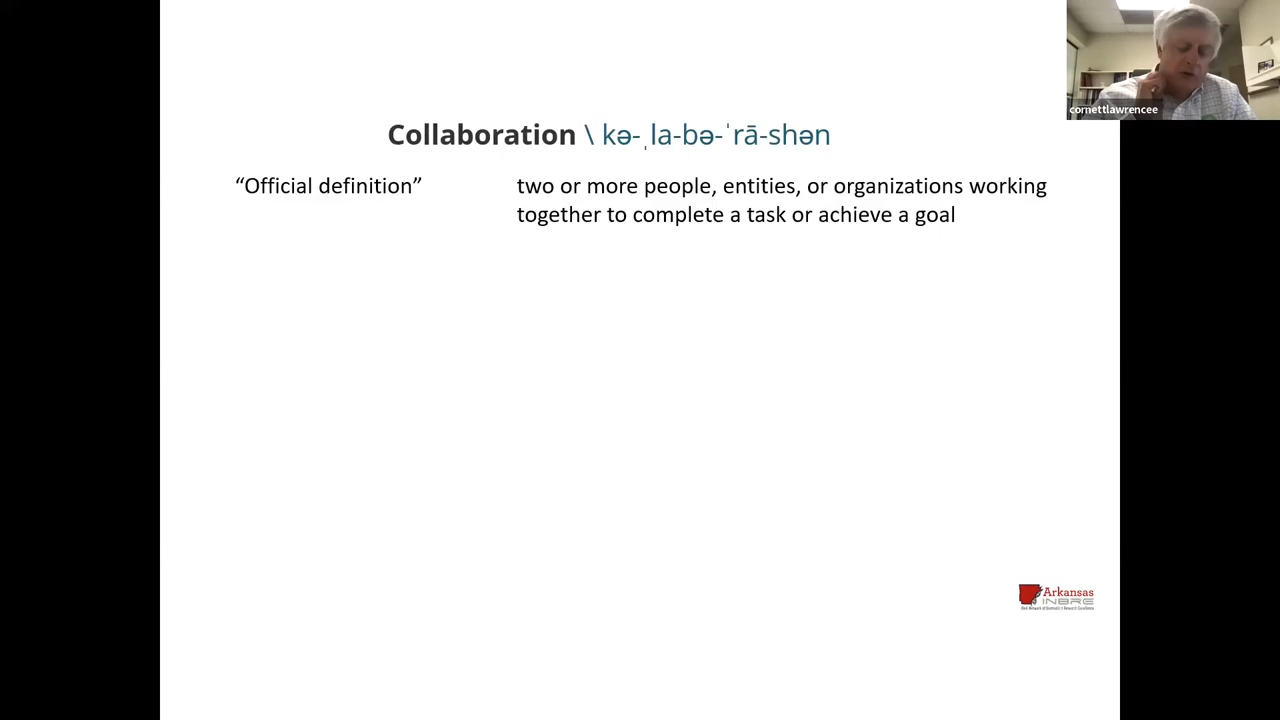 cornettlawrencee
Collaboration \ kə-ˌla-bə-ˈrā-shən
“Official definition”
two or more people, entities, or organizations working
together to complete a task or achieve a goal
Arkansas
INBRE